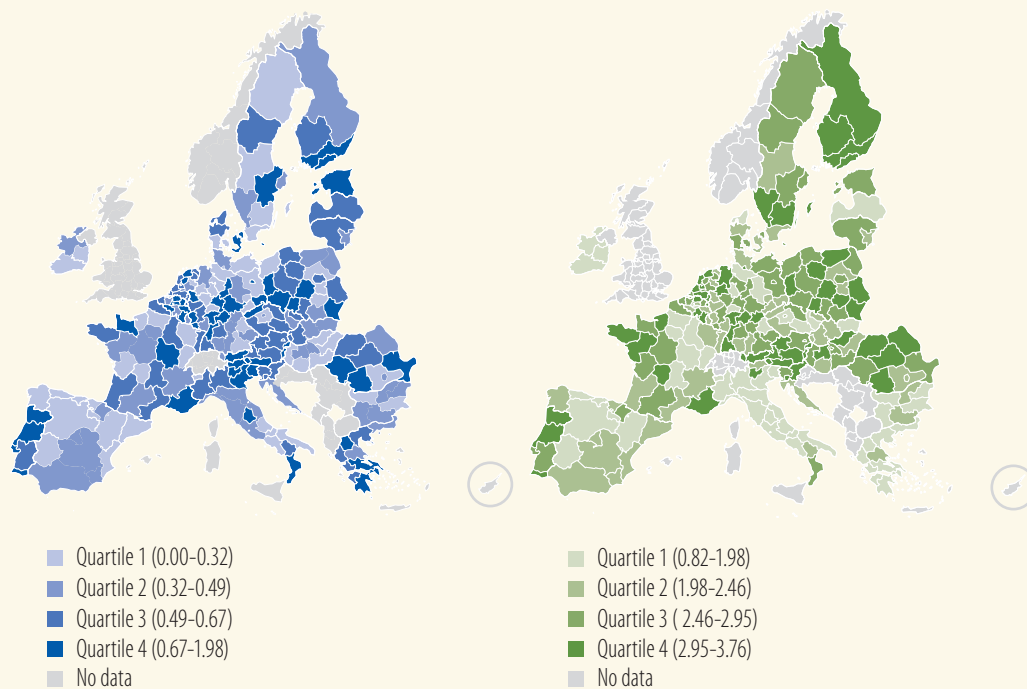 Quartile 1 (0.00-0.32)
Quartile 2 (0.32-0.49)
Quartile 3 (0.49-0.67)
Quartile 4 (0.67-1.98)
No data
Quartile 1 (0.82-1.98)
Quartile 2 (1.98-2.46)
Quartile 3 ( 2.46-2.95)
Quartile 4 (2.95-3.76)
No data